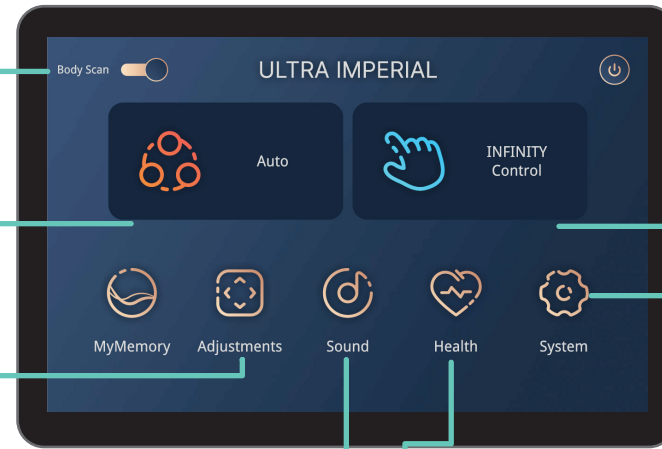 Body Scan
ULTRA IMPERIAL
Auto
INFINITY
Control
MyMemory
Adjustments
Sound
Health
System